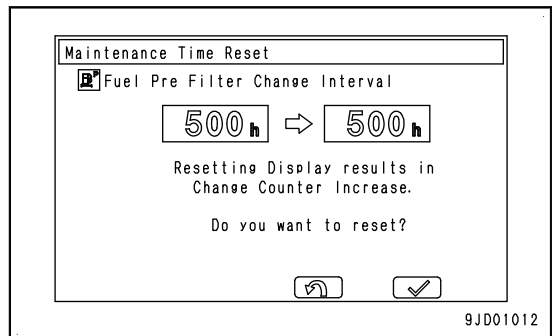 Maintenance Time Reset
P Fuel Pre Filter Change Interval
500h ⇨ 500h
Resetting Display results in
Change Counter Increase.
Do you want to reset?
9JD01012